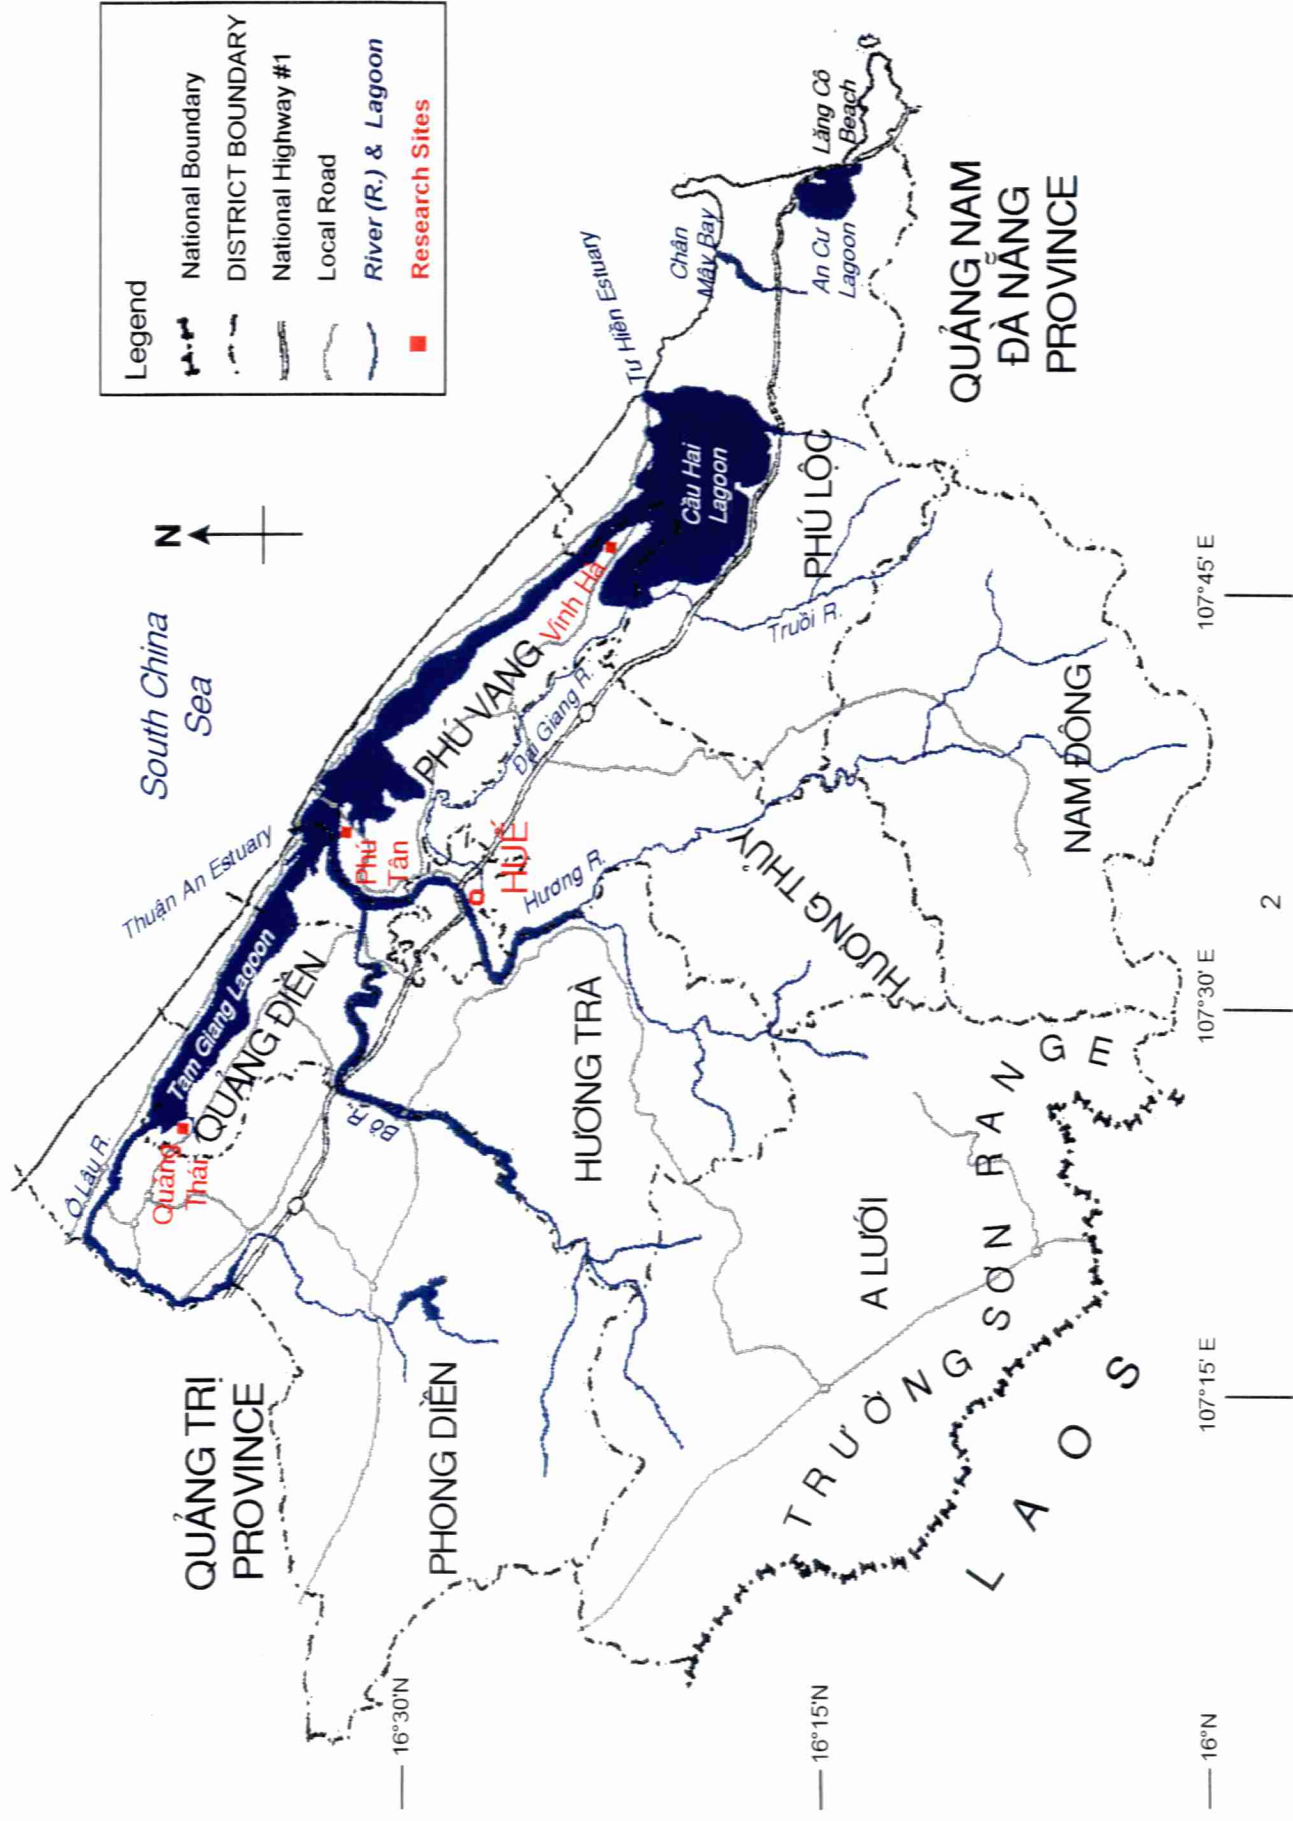 Legend
National Boundary
DISTRICT BOUNDARY
National Highway #1
Local Road
River (R.) & Lagoon
Research Sites
N
South China
Sea
Thuận An Estuary
Tư Hiền Estuary
Chân
Mây Bay
Lăng Cô
Beach
An Cư
Lagoon
Ô Lâu R.
Tam Giang Lagoon
Quảng
Thái
QUẢNG ĐIỀN
Phú
Tân
PHÚ VANG
Vinh Hà
Cầu Hai
Lagoon
Đại Giang R.
HUẾ
Hương R.
Bồ R.
Truồi R.
PHÚ LỘC
QUẢNG TRỊ
PROVINCE
PHONG DIỀN
HƯƠNG TRÀ
HƯƠNG THỦY
NAM ĐÔNG
A LƯỚI
QUẢNG NAM
ĐÀ NẴNG
PROVINCE
TRƯỜNG SƠN RANGE
LAOS
16°30'N
16°15'N
16°N
107°15' E
107°30' E
107°45' E
2